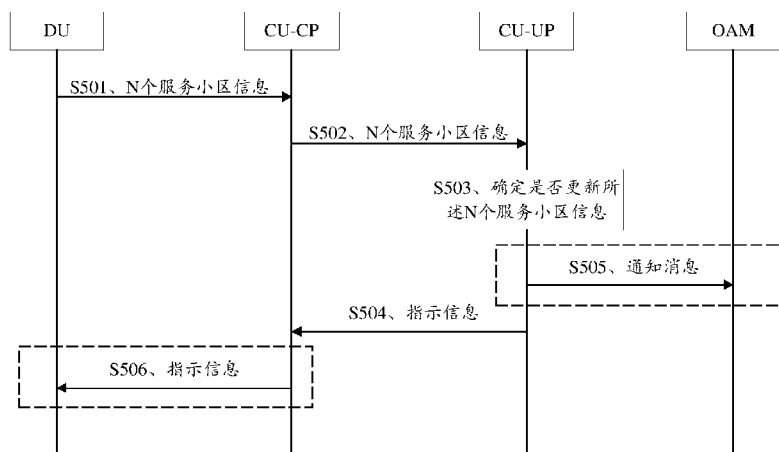 DU
CU-CP
CU-UP
OAM
S501、N个服务小区信息
S502、N个服务小区信息
S503、确定是否更新所
述N个服务小区信息
S505、通知消息
S504、指示信息
S506、指示信息